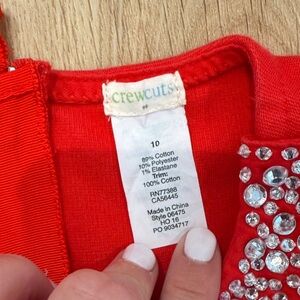 crewcuts
10
89% Cotton
10% Polyester
1% Elastane
Trim:
100% Cotton
RN77388
CA56445
Made in China
Style 06475
HO 16
PO 9034717